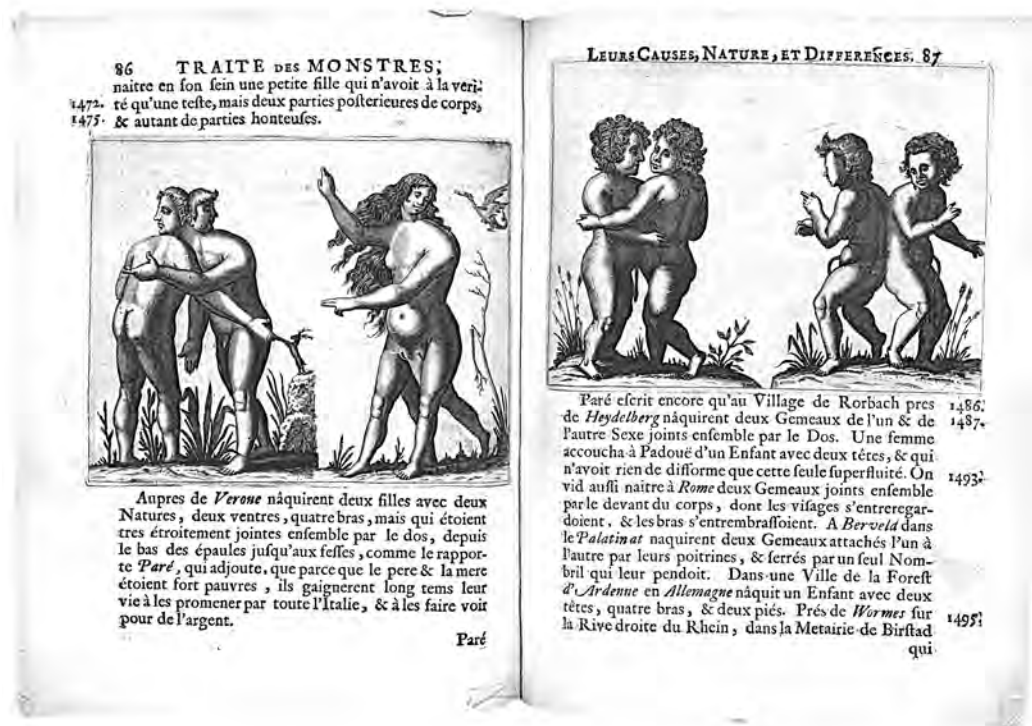 86 TRAITE DES MONSTRES;
naitre en son sein une petite fille qui n'avoit à la veri-
1472. té qu'une teste, mais deux parties posterieures de corps,
1475. & autant de parties honteuses.
Aupres de Verone nâquirent deux filles avec deux
Natures, deux ventres, quatre bras, mais qui étoient
tres étroitement jointes ensemble par le dos, depuis
le bas des épaules jusqu'aux fesses, comme le rappor-
te Paré, qui adjoute, que parce que le pere & la mere
étoient fort pauvres, ils gaignerent long tems leur
vie à les promener par toute l'Italie, & à les faire voir
pour de l'argent.
Paré
LEURS CAUSES, NATURE, ET DIFFERENCES. 87
Paré escrit encore qu'au Village de Rorbach pres 1486.
de Heydelberg nâquirent deux Gemeaux de l'un & de 1487.
l'autre Sexe joints ensemble par le Dos. Une femme
accoucha à Padouë d'un Enfant avec deux têtes, & qui
n'avoit rien de difforme que cette seule superfluité. On 1493.
vid aussi naitre à Rome deux Gemeaux joints ensemble
par le devant du corps, dont les visages s'entreregar-
doient, & les bras s'entrembrassoient. A Berveld dans
le Palatinat naquirent deux Gemeaux attachés l'un à
l'autre par leurs poitrines, & serrés par un seul Nom-
bril qui leur pendoit. Dans une Ville de la Forest
d'Ardenne en Allemagne nâquit un Enfant avec deux
têtes, quatre bras, & deux piés. Prés de Wormes sur 1495.
la Rive droite du Rhein, dans la Metairie de Birstad
qui